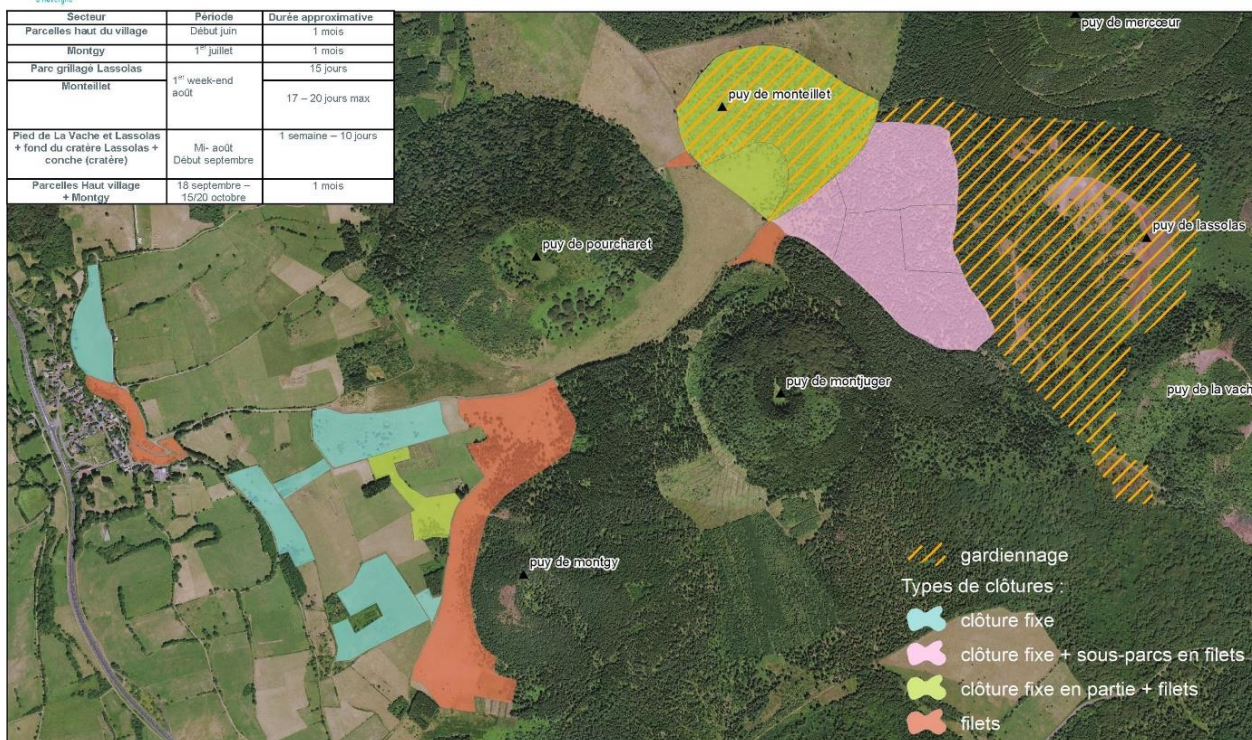 d'Auvergne
Secteur Période Durée approximative
Parcelles haut du village Début juin 1 mois
Montgy 1er juillet 1 mois
Parc grillagé Lassolas 1er week-end août 15 jours
Monteillet 17 – 20 jours max
Pied de La Vache et Lassolas + fond du cratère Lassolas + conche (cratère) Mi- août Début septembre 1 semaine – 10 jours
Parcelles Haut village + Montgy 18 septembre – 15/20 octobre 1 mois
puy de mercœur
puy de monteillet
puy de lassolas
puy de pourcharet
puy de la vach
puy de montjuger
puy de montgy
gardiennage
Types de clôtures :
clôture fixe
clôture fixe + sous-parcs en filets
clôture fixe en partie + filets
filets